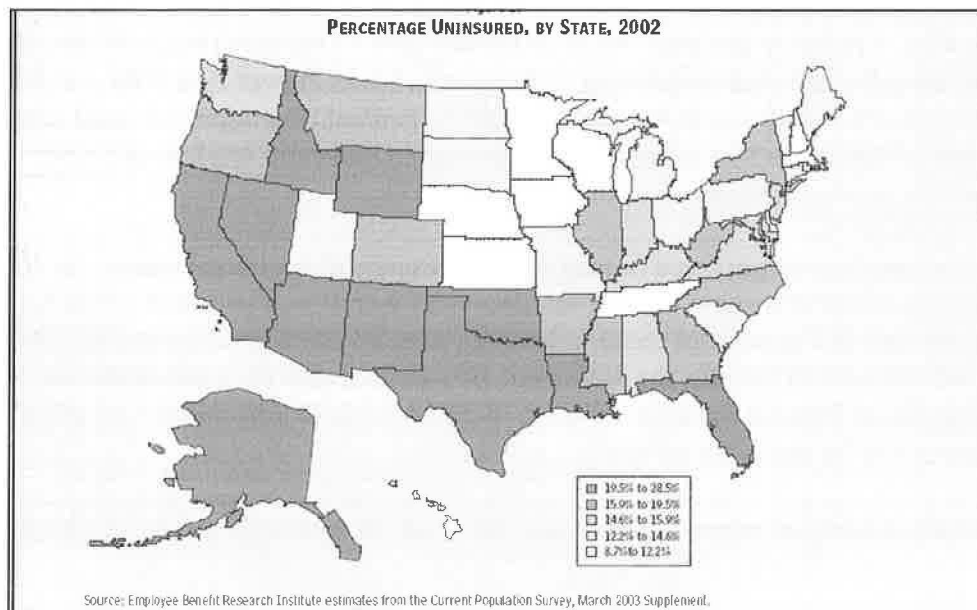 PERCENTAGE UNINSURED, BY STATE, 2002
19.5% to 28.5%
15.9% to 19.5%
14.6% to 15.9%
12.2% to 14.6%
8.7% to 12.2%
Source: Employee Benefit Research Institute estimates from the Current Population Survey, March 2003 Supplement.